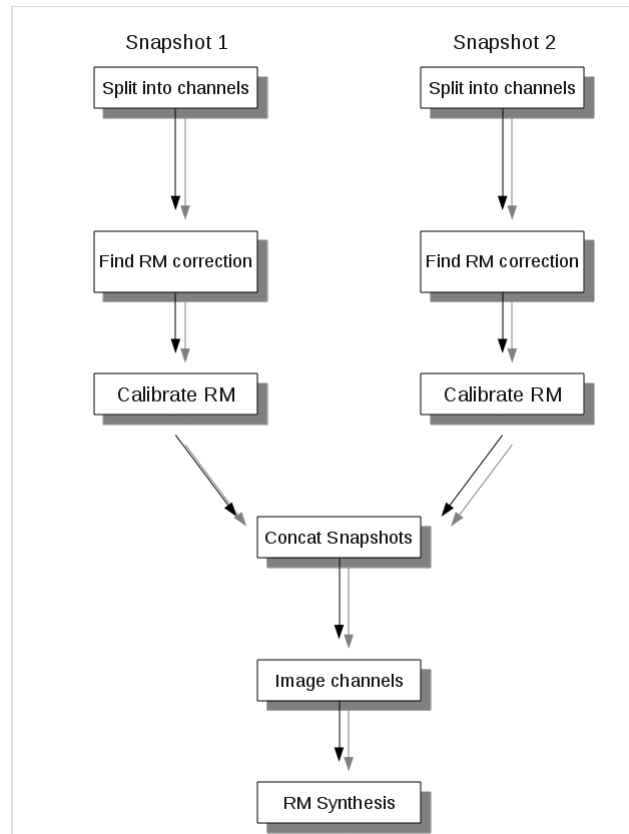 Snapshot 1
Snapshot 2
Split into channels
Split into channels
Find RM correction
Find RM correction
Calibrate RM
Calibrate RM
Concat Snapshots
Image channels
RM Synthesis